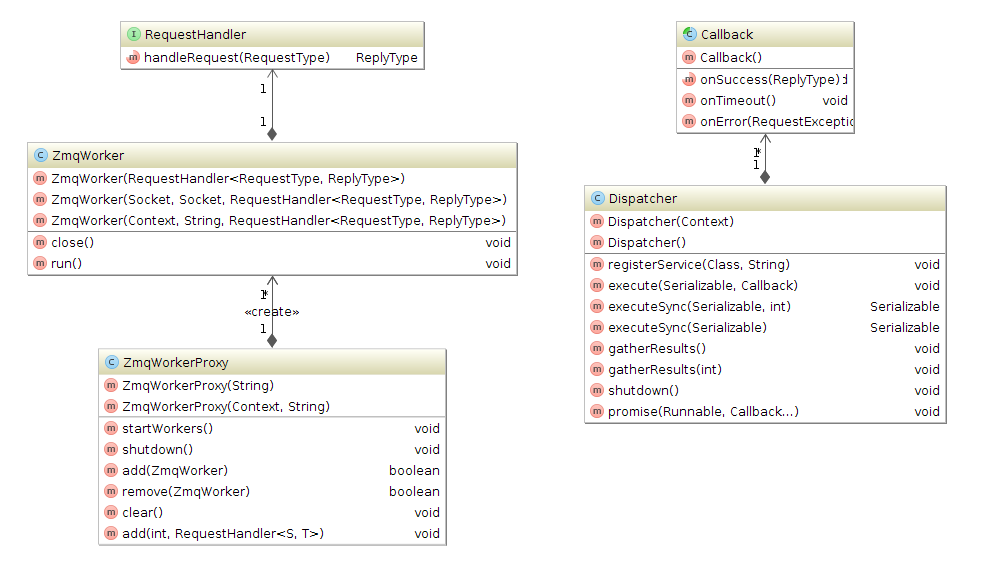 RequestHandler
handleRequest(RequestType) ReplyType
1
1
ZmqWorker
ZmqWorker(RequestHandler<RequestType, ReplyType>)
ZmqWorker(Socket, Socket, RequestHandler<RequestType, ReplyType>)
ZmqWorker(Context, String, RequestHandler<RequestType, ReplyType>)
close() void
run() void
1*
«create»
1
ZmqWorkerProxy
ZmqWorkerProxy(String)
ZmqWorkerProxy(Context, String)
startWorkers() void
shutdown() void
add(ZmqWorker) boolean
remove(ZmqWorker) boolean
clear() void
add(int, RequestHandler<S, T>) void
Callback
Callback()
onSuccess(ReplyType)
onTimeout() void
onError(RequestExceptio
1*
1
Dispatcher
Dispatcher(Context)
Dispatcher()
registerService(Class, String) void
execute(Serializable, Callback) void
executeSync(Serializable, int) Serializable
executeSync(Serializable) Serializable
gatherResults() void
gatherResults(int) void
shutdown() void
promise(Runnable, Callback...) void